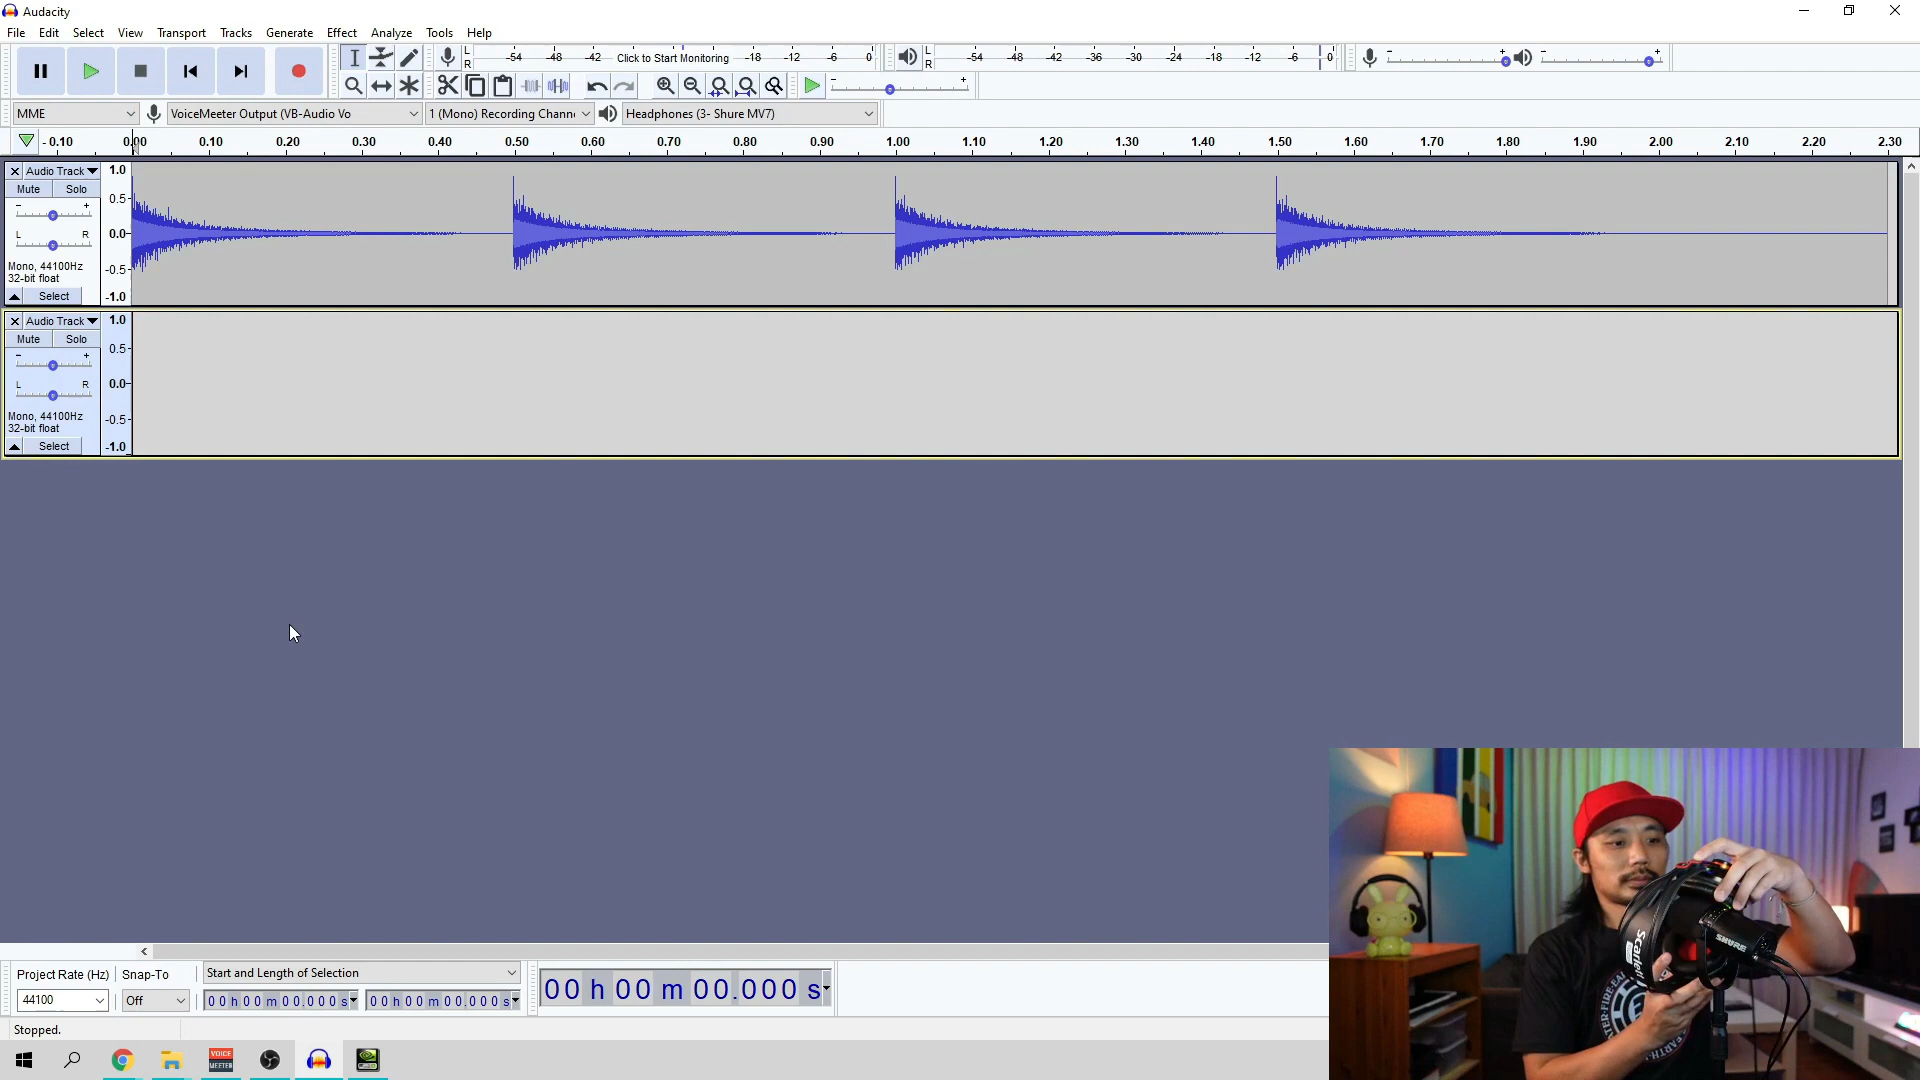 Audacity
File Edit Select View Transport Tracks Generate Effect Analyze Tools Help
L
R
-54 -48 -42 Click to Start Monitoring -18 -12 -6 0
L
R
-54 -48 -42 -36 -30 -24 -18 -12 -6 0
MME
VoiceMeeter Output (VB-Audio Vo
1 (Mono) Recording Chann
Headphones (3- Shure MV7)
-0.10 0.00 0.10 0.20 0.30 0.40 0.50 0.60 0.70 0.80 0.90 1.00 1.10 1.20 1.30 1.40 1.50 1.60 1.70 1.80 1.90 2.00 2.10 2.20 2.30
Audio Track
Mute Solo
- +
L R
Mono, 44100Hz
32-bit float
Select
1.0
0.5
0.0
-0.5
-1.0
Audio Track
Mute Solo
- +
L R
Mono, 44100Hz
32-bit float
Select
1.0
0.5
0.0
-0.5
-1.0
Scarlett
SHURE
Project Rate (Hz) Snap-To Start and Length of Selection
44100 Off 00 h 00 m 00.000 s 00 h 00 m 00.000 s
00 h 00 m 00.000 s
Stopped.
VOICE
MEETER